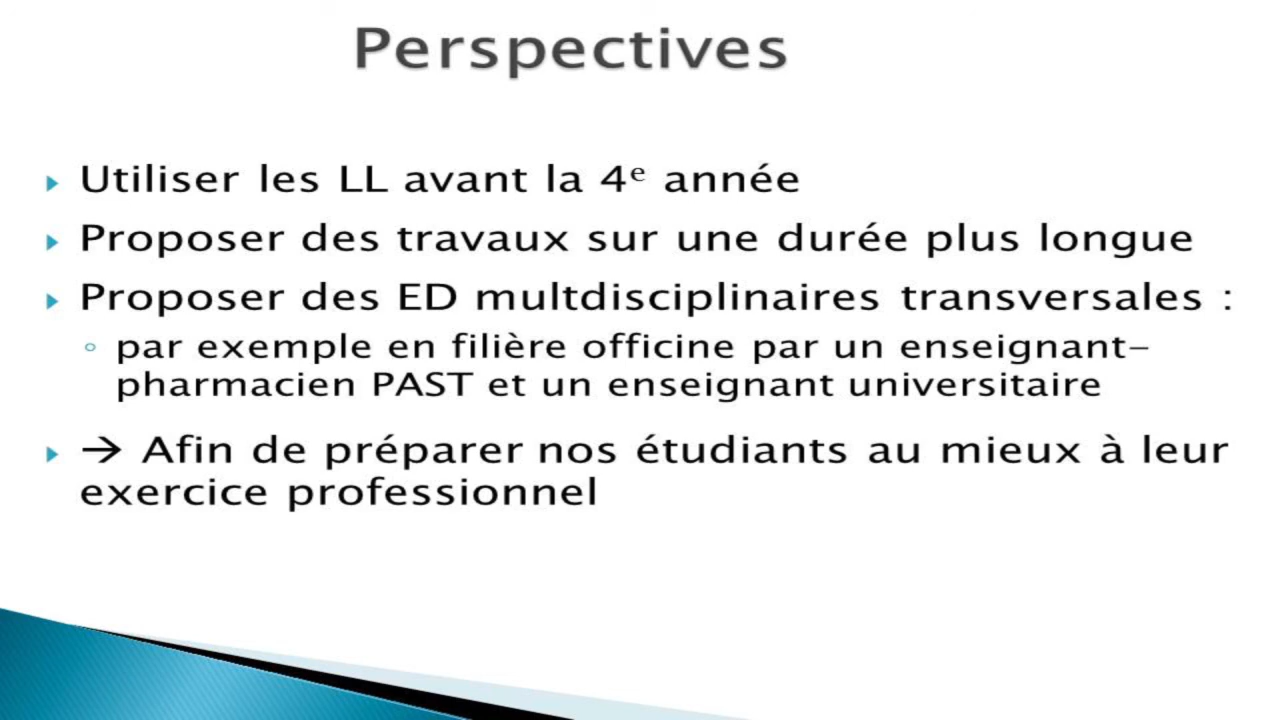 Perspectives
Utiliser les LL avant la 4e année
Proposer des travaux sur une durée plus longue
Proposer des ED multdisciplinaires transversales :
par exemple en filière officine par un enseignant-
pharmacien PAST et un enseignant universitaire
→ Afin de préparer nos étudiants au mieux à leur
exercice professionnel